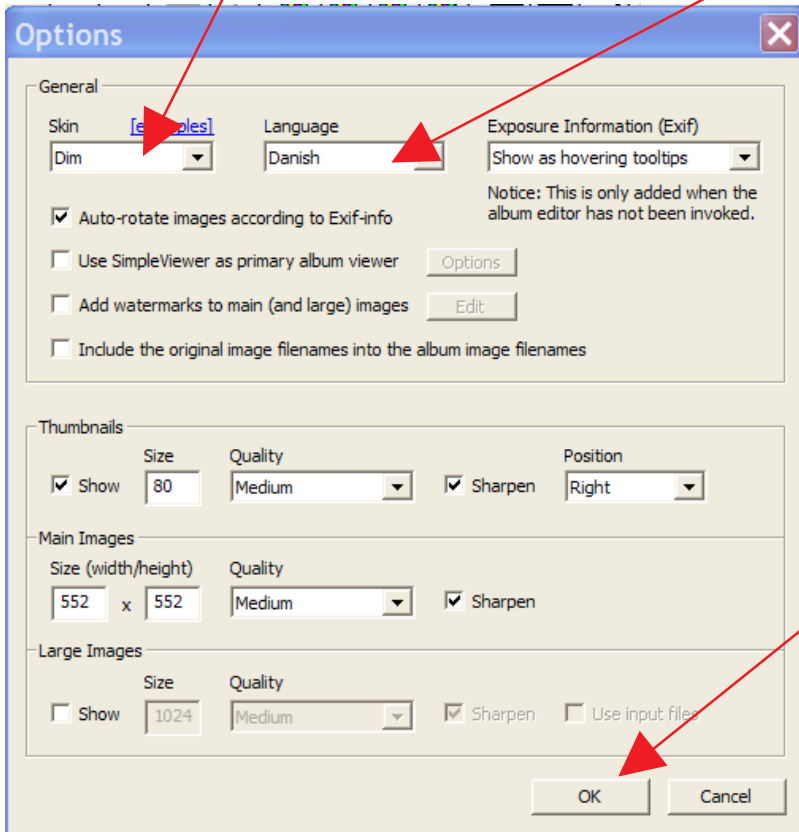 Options
General
Skin Language Exposure Information (Exif)
Dim Danish Show as hovering tooltips
Notice: This is only added when the
album editor has not been invoked.
Auto-rotate images according to Exif-info
Use SimpleViewer as primary album viewer Options
Add watermarks to main (and large) images Edit
Include the original image filenames into the album image filenames
Thumbnails
Size Quality Position
Show 80 Medium Sharpen Right
Main Images
Size (width/height) Quality
552 x 552 Medium Sharpen
Large Images
Size Quality
Show 1024 Medium Sharpen Use input files
OK Cancel